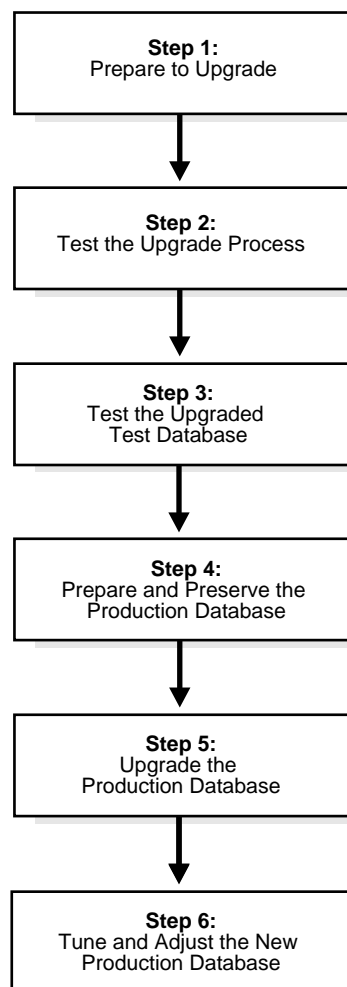 Step 1:
Prepare to Upgrade
Step 2:
Test the Upgrade Process
Step 3:
Test the Upgraded
Test Database
Step 4:
Prepare and Preserve the
Production Database
Step 5:
Upgrade the
Production Database
Step 6:
Tune and Adjust the New
Production Database